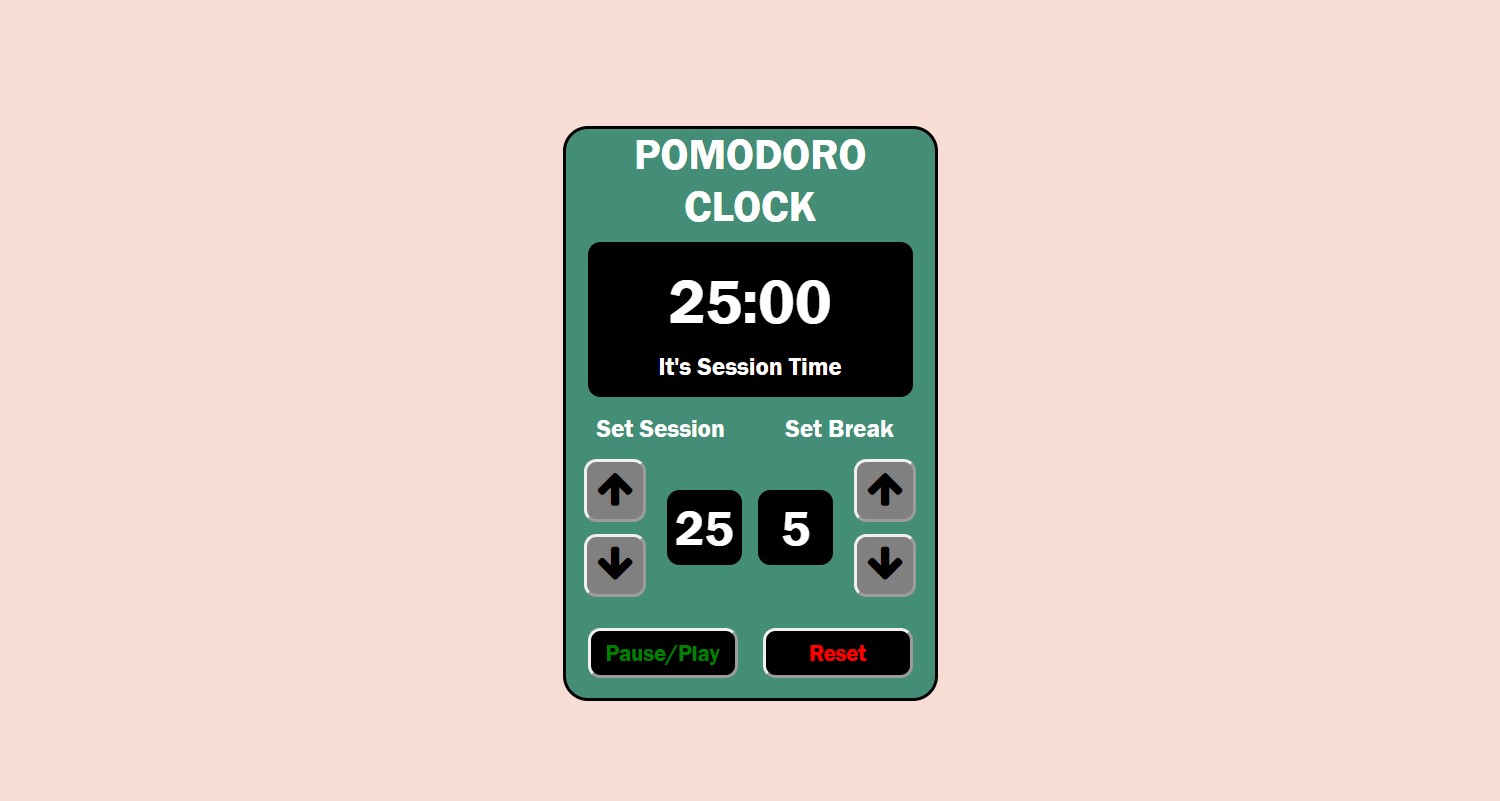 POMODORO
CLOCK
25:00
It's Session Time
Set Session
Set Break
25
5
Pause/Play
Reset